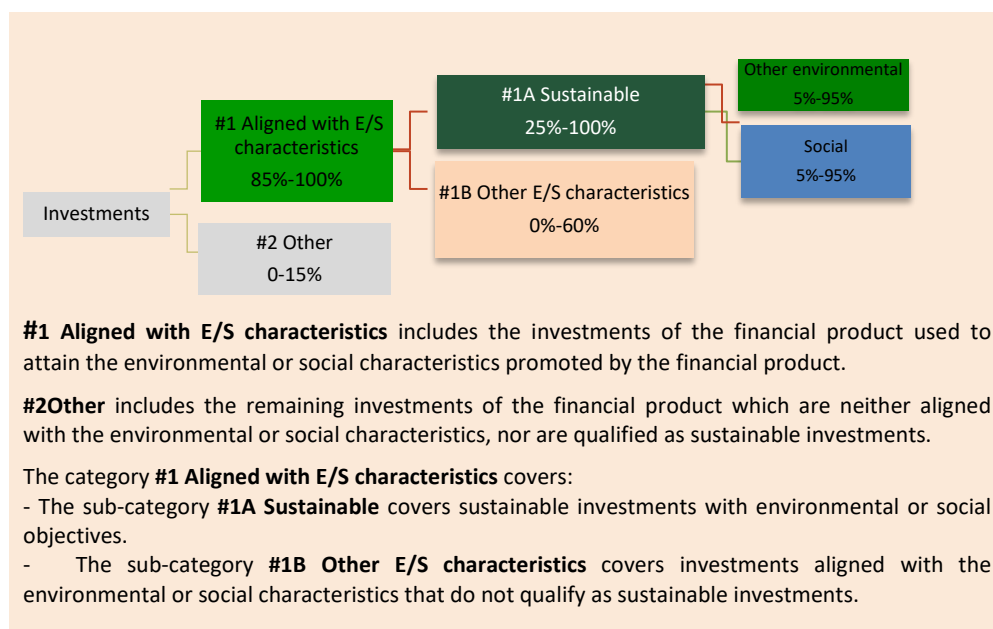 Investments
#1 Aligned with E/S
characteristics
85%-100%
#2 Other
0-15%
#1A Sustainable
25%-100%
#1B Other E/S characteristics
0%-60%
Other environmental
5%-95%
Social
5%-95%
#1 Aligned with E/S characteristics includes the investments of the financial product used to
attain the environmental or social characteristics promoted by the financial product.
#2Other includes the remaining investments of the financial product which are neither aligned
with the environmental or social characteristics, nor are qualified as sustainable investments.
The category #1 Aligned with E/S characteristics covers:
- The sub-category #1A Sustainable covers sustainable investments with environmental or social
objectives.
- The sub-category #1B Other E/S characteristics covers investments aligned with the
environmental or social characteristics that do not qualify as sustainable investments.